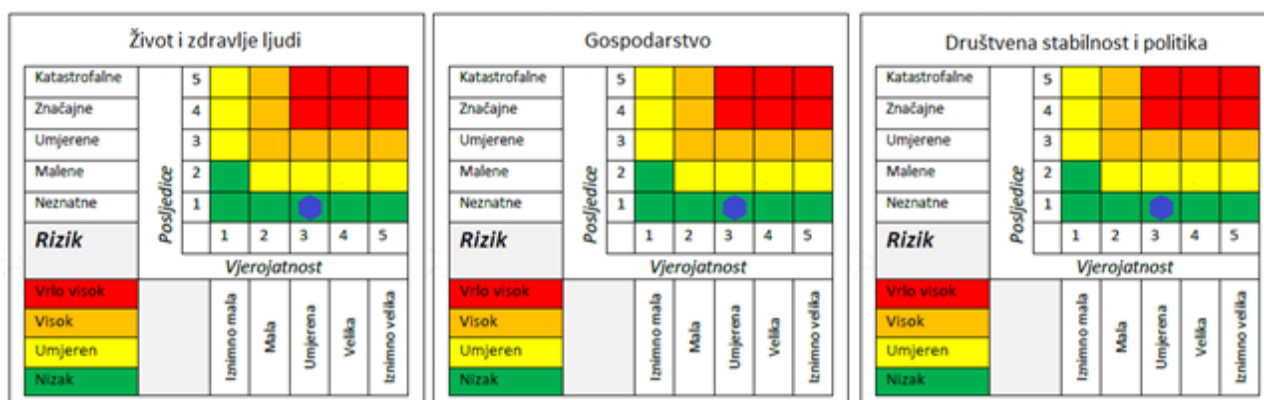 Život i zdravlje ljudi
Katastrofalne
Značajne
Umjerene
Malene
Neznatne
Rizik
Posljedice
5
4
3
2
1
1 2 3 4 5
Vjerojatnost
Vrlo visok
Visok
Umjeren
Nizak
Iznimno mala
Mala
Umjerena
Velika
Iznimno velika
Gospodarstvo
Katastrofalne
Značajne
Umjerene
Malene
Neznatne
Rizik
Posljedice
5
4
3
2
1
1 2 3 4 5
Vjerojatnost
Vrlo visok
Visok
Umjeren
Nizak
Iznimno mala
Mala
Umjerena
Velika
Iznimno velika
Društvena stabilnost i politika
Katastrofalne
Značajne
Umjerene
Malene
Neznatne
Rizik
Posljedice
5
4
3
2
1
1 2 3 4 5
Vjerojatnost
Vrlo visok
Visok
Umjeren
Nizak
Iznimno mala
Mala
Umjerena
Velika
Iznimno velika